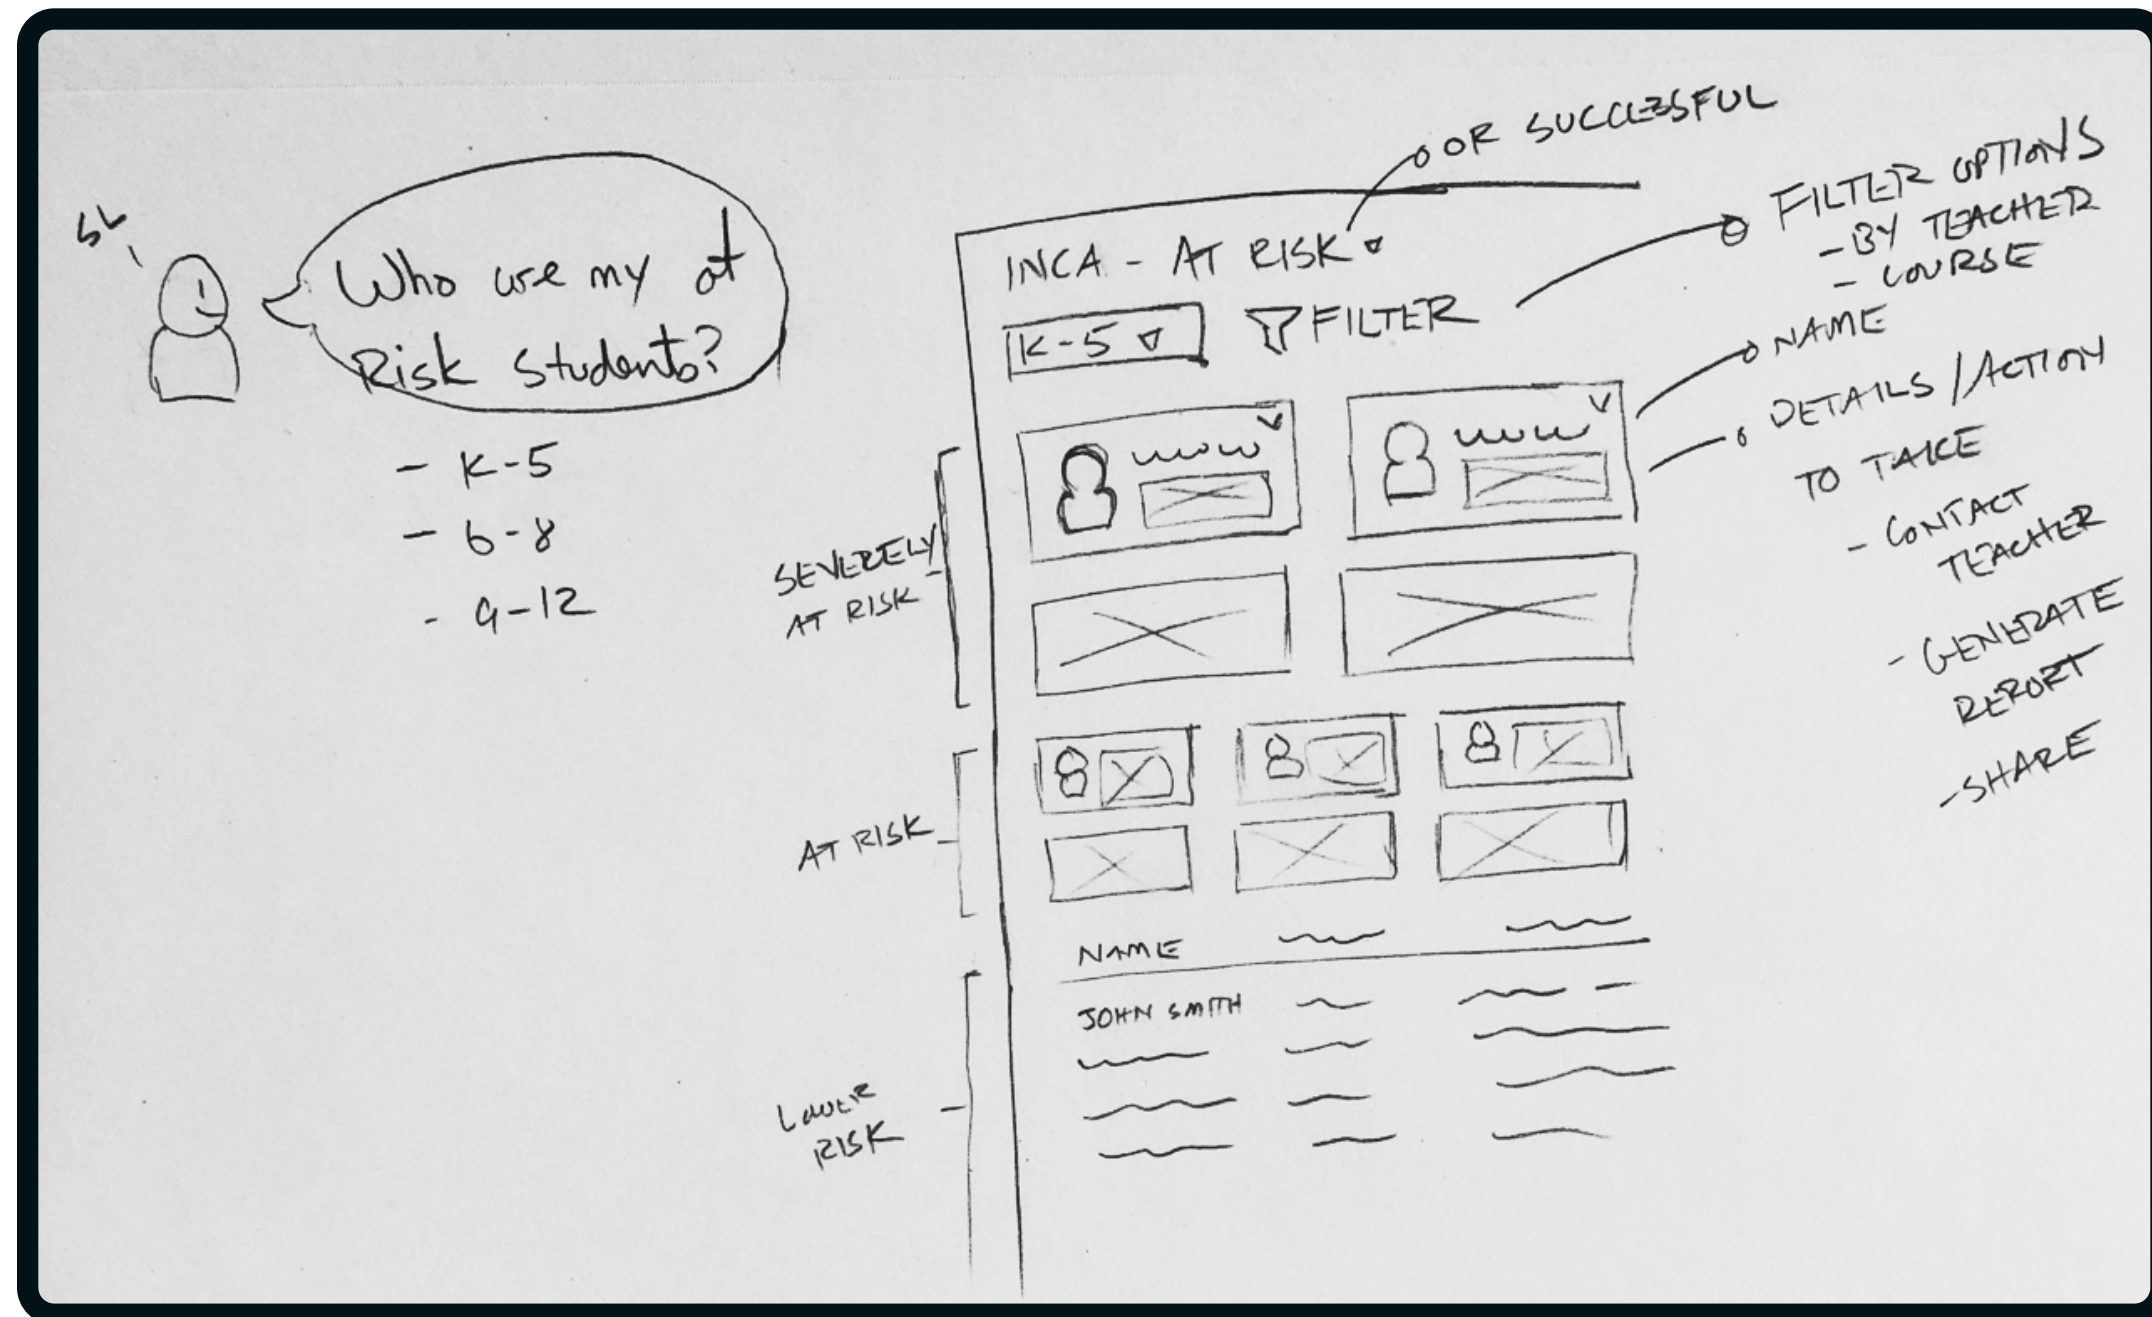 SL
Who are my at
Risk Students?
- K-5
- 6-8
- 9-12
OR SUCCESSFUL
INCA - AT RISK
K-5
FILTER
FILTER OPTIONS
- BY TEACHER
- COURSE
NAME
DETAILS / ACTION
TO TAKE
- CONTACT
TEACHER
- GENERATE
REPORT
- SHARE
SEVERELY
AT RISK
AT RISK
NAME
JOHN SMITH
LOWER
RISK